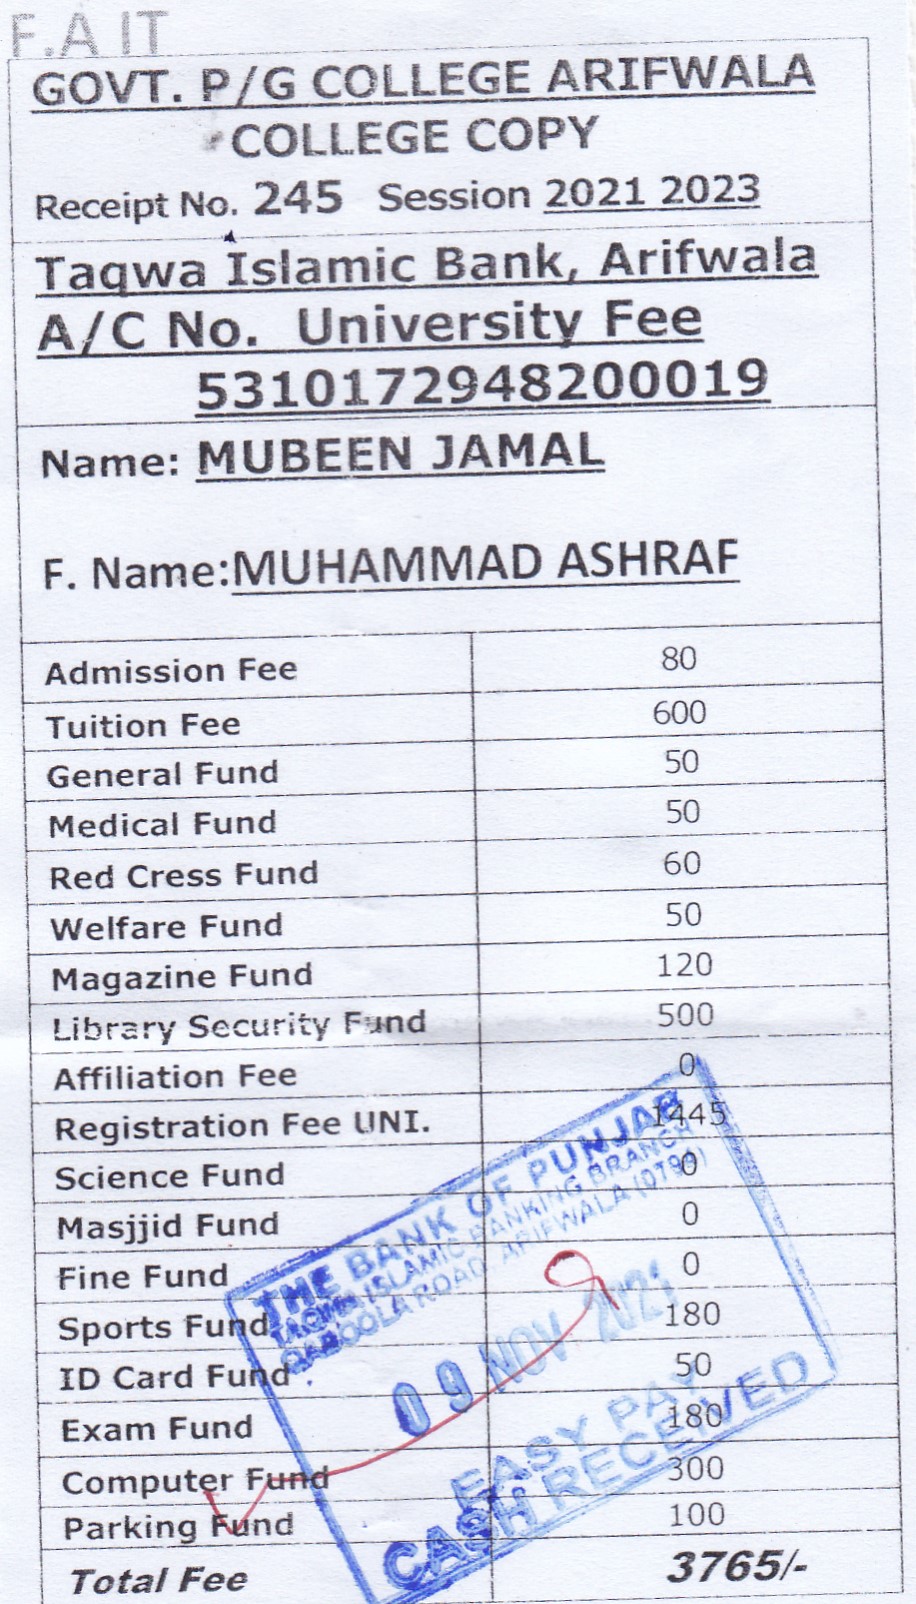 F.A IT
GOVT. P/G COLLEGE ARIFWALA
COLLEGE COPY
Receipt No. 245 Session 2021 2023
Taqwa Islamic Bank, Arifwala
A/C No. University Fee
5310172948200019
Name: MUBEEN JAMAL
F. Name:MUHAMMAD ASHRAF
Admission Fee 80
Tuition Fee 600
General Fund 50
Medical Fund 50
Red Cress Fund 60
Welfare Fund 50
Magazine Fund 120
Library Security Fund 500
Affiliation Fee 0
Registration Fee UNI. 1445
Science Fund 0
Masjjid Fund 0
Fine Fund 0
Sports Fund 180
ID Card Fund 50
Exam Fund 180
Computer Fund 300
Parking Fund 100
Total Fee 3765/-
THE BANK OF PUNJAB
TAQWA ISLAMIC BANKING BRANCH
QABOOLA ROAD, ARIFWALA
09 NOV 2021
EASY PAY
CASH RECEIVED